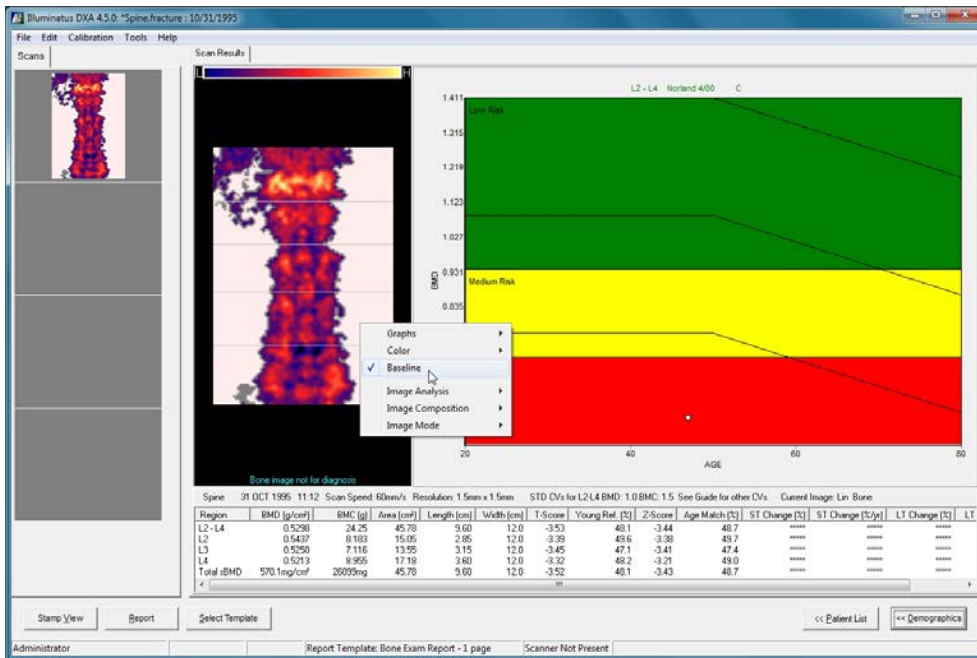 Illuminatus DXA 4.5.0: *Spine.fracture : 10/31/1995
File Edit Calibration Tools Help
Scans
Scan Results
L H
L2 - L4 Norland 4/00 C
1.411
Low Risk
1.315
1.219
1.123
1.027
0.931
Medium Risk
BMD
0.835
Graphs
Color
Baseline
Image Analysis
Image Composition
Image Mode
20 40 60 80
AGE
Bone image not for diagnosis
Spine 31 OCT 1995 11:12 Scan Speed: 60mm/s Resolution: 1.5mm x 1.5mm STD CVs for L2-L4 BMD: 1.0 BMC: 1.5 See Guide for other CVs. Current Image: Lin Bone
Region BMD [g/cm²] BMC [g] Area [cm²] Length [cm] Width [cm] T-Score Young Rel. [%] Z-Score Age Match [%] ST Change [%] ST Change [%/yr] LT Change [%] LT
L2 - L4 0.5298 24.25 45.78 9.60 12.0 -3.53 48.1 -3.44 48.7 ***** ***** *****
L2 0.5437 8.183 15.05 2.85 12.0 -3.39 49.6 -3.38 49.7 ***** ***** *****
L3 0.5250 7.116 13.55 3.15 12.0 -3.45 47.1 -3.41 47.4 ***** ***** *****
L4 0.5213 8.955 17.18 3.60 12.0 -3.32 48.2 -3.21 49.0 ***** ***** *****
Total sBMD 570.1mg/cm² 26099mg 45.78 9.60 12.0 -3.52 48.1 -3.43 48.7 ***** ***** *****
Stamp View Report Select Template << Patient List << Demographics
Administrator Report Template: Bone Exam Report - 1 page Scanner Not Present